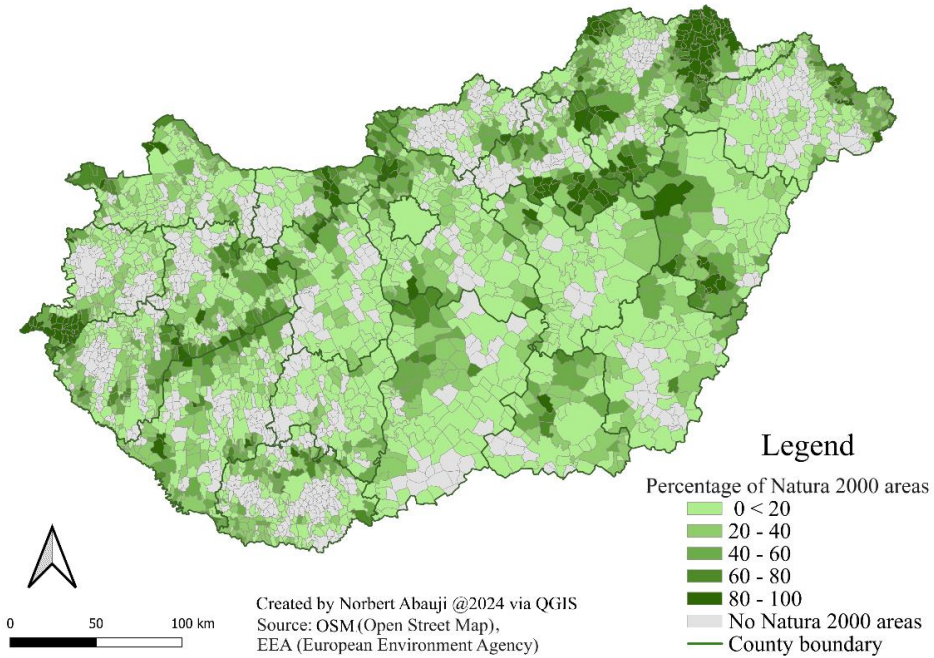 Legend
Percentage of Natura 2000 areas
0 < 20
20 - 40
40 - 60
60 - 80
80 - 100
No Natura 2000 areas
County boundary
0 50 100 km
Created by Norbert Abauji @2024 via QGIS
Source: OSM (Open Street Map),
EEA (European Environment Agency)